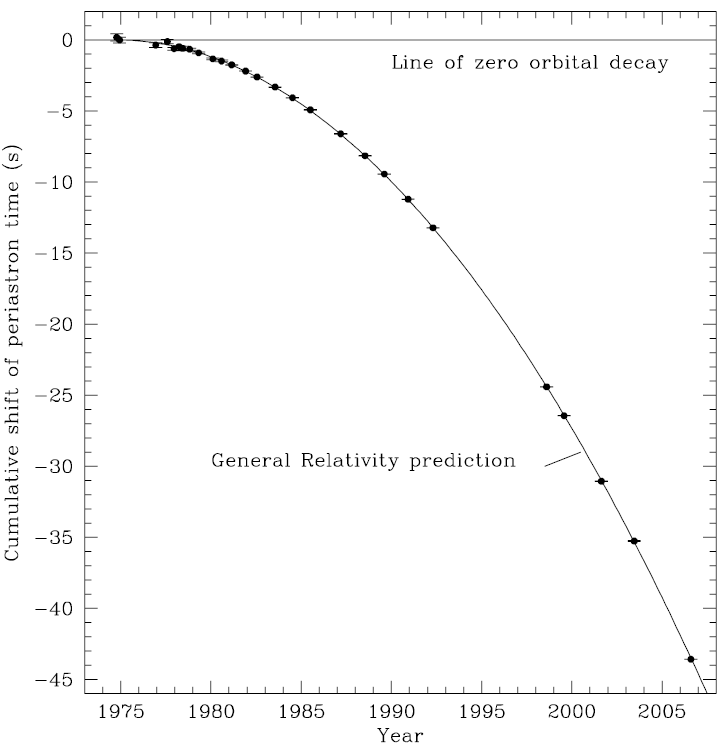 0
Line of zero orbital decay
−5
−10
−15
−20
−25
General Relativity prediction
−30
−35
−40
−45
Cumulative shift of periastron time (s)
1975 1980 1985 1990 1995 2000 2005
Year